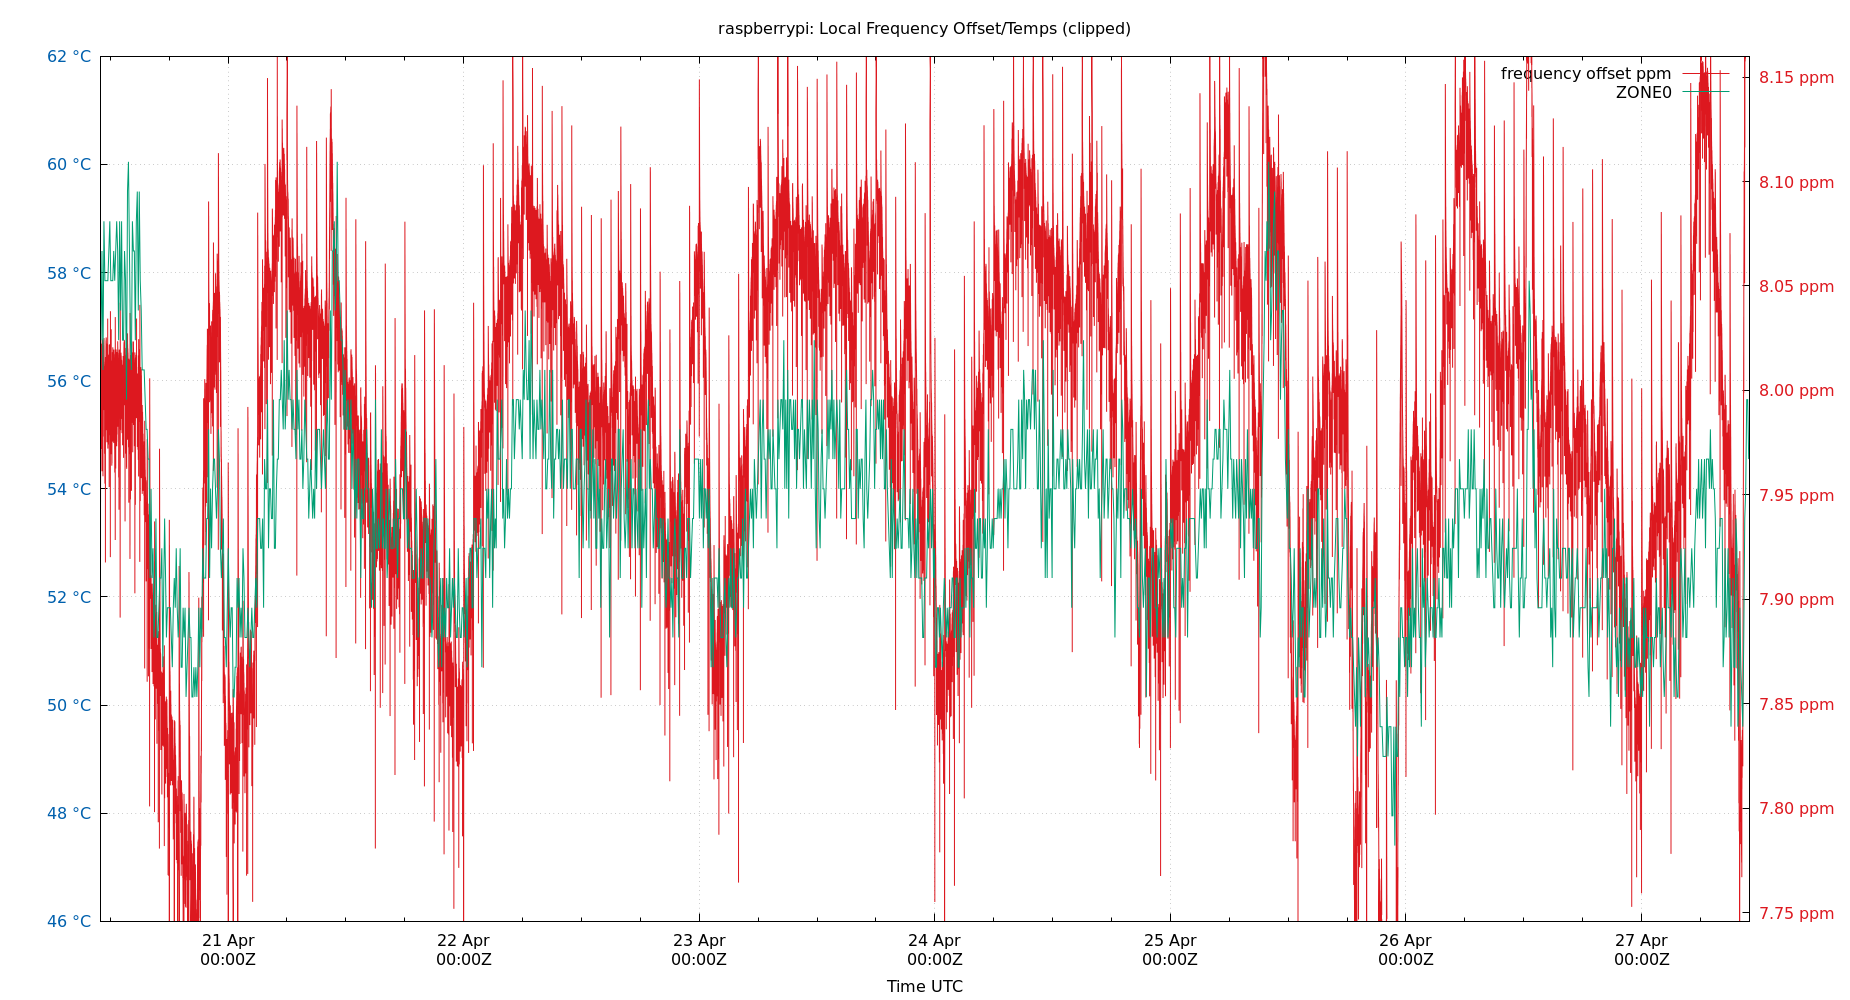 raspberrypi: Local Frequency Offset/Temps (clipped)
62 °C
60 °C
58 °C
56 °C
54 °C
52 °C
50 °C
48 °C
46 °C
frequency offset ppm
ZONE0
8.15 ppm
8.10 ppm
8.05 ppm
8.00 ppm
7.95 ppm
7.90 ppm
7.85 ppm
7.80 ppm
7.75 ppm
21 Apr 22 Apr 23 Apr 24 Apr 25 Apr 26 Apr 27 Apr
00:00Z 00:00Z 00:00Z 00:00Z 00:00Z 00:00Z 00:00Z
Time UTC